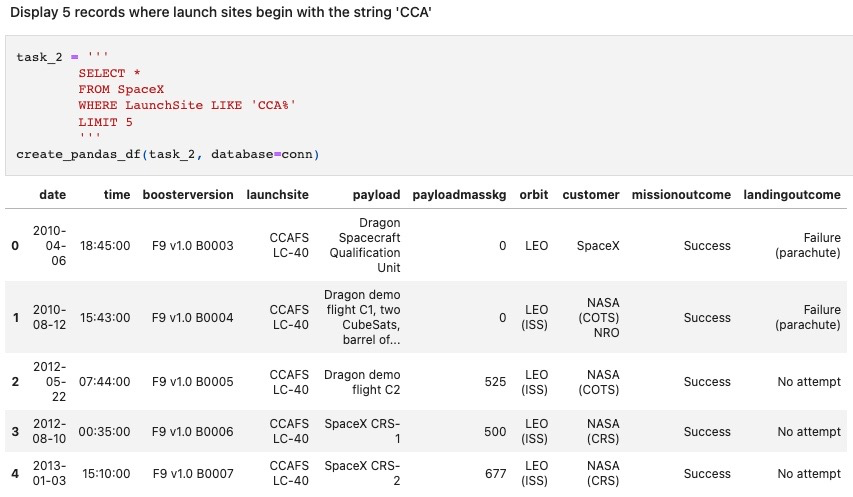 Display 5 records where launch sites begin with the string 'CCA'
task_2 = '''
SELECT *
FROM SpaceX
WHERE LaunchSite LIKE 'CCA%'
LIMIT 5
'''
create_pandas_df(task_2, database=conn)
date time boosterversion launchsite payload payloadmasskg orbit customer missionoutcome landingoutcome
0 2010-04-06 18:45:00 F9 v1.0 B0003 CCAFS LC-40 Dragon Spacecraft Qualification Unit 0 LEO SpaceX Success Failure (parachute)
1 2010-08-12 15:43:00 F9 v1.0 B0004 CCAFS LC-40 Dragon demo flight C1, two CubeSats, barrel of... 0 LEO (ISS) NASA (COTS) NRO Success Failure (parachute)
2 2012-05-22 07:44:00 F9 v1.0 B0005 CCAFS LC-40 Dragon demo flight C2 525 LEO (ISS) NASA (COTS) Success No attempt
3 2012-08-10 00:35:00 F9 v1.0 B0006 CCAFS LC-40 SpaceX CRS-1 500 LEO (ISS) NASA (CRS) Success No attempt
4 2013-01-03 15:10:00 F9 v1.0 B0007 CCAFS LC-40 SpaceX CRS-2 677 LEO (ISS) NASA (CRS) Success No attempt